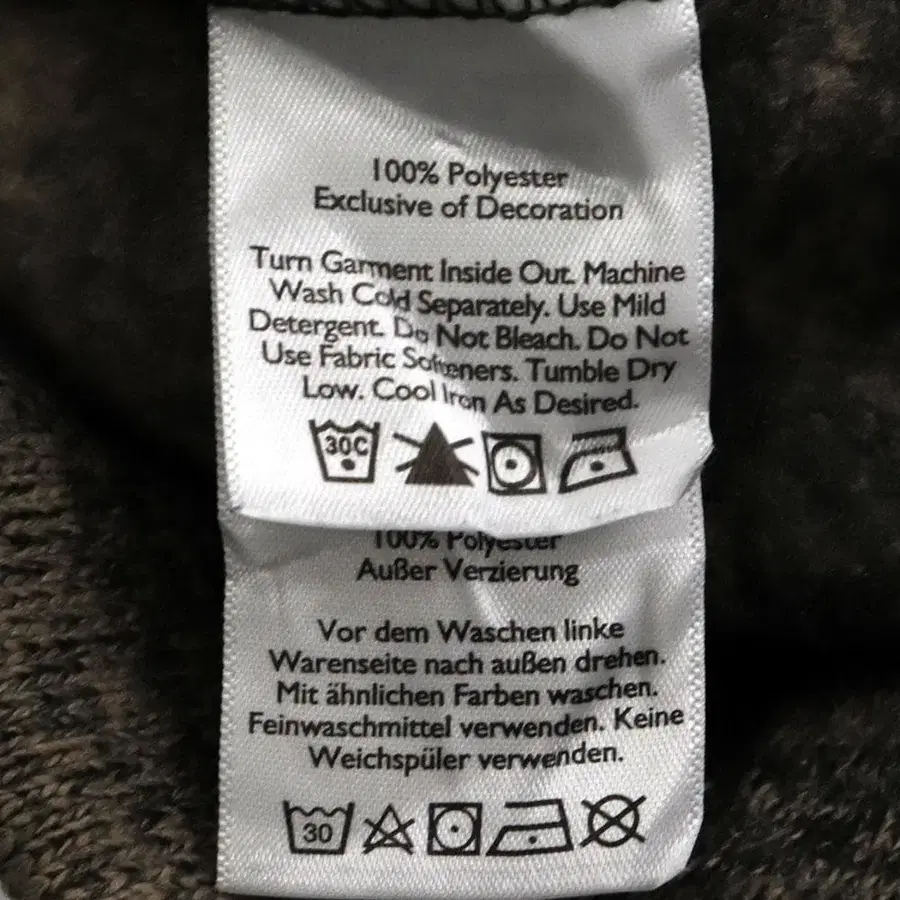 100% Polyester
Exclusive of Decoration
Turn Garment Inside Out. Machine
Wash Cold Separately. Use Mild
Detergent. Do Not Bleach. Do Not
Use Fabric Softeners. Tumble Dry
Low. Cool Iron As Desired.
30C
100% Polyester
Außer Verzierung
Vor dem Waschen linke
Warenseite nach außen drehen.
Mit ähnlichen Farben waschen.
Feinwaschmittel verwenden. Keine
Weichspüler verwenden.
30